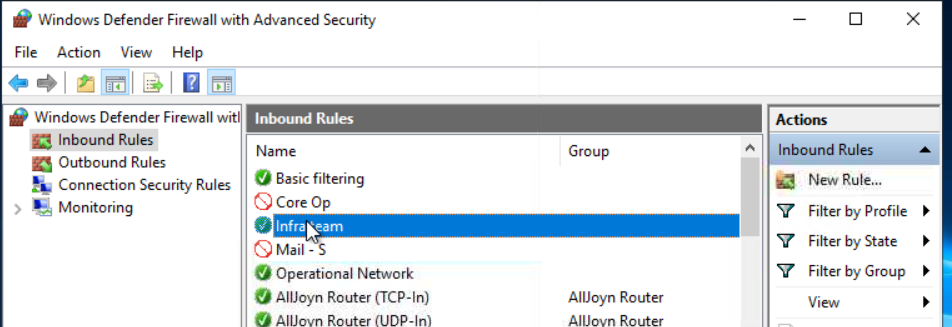 Windows Defender Firewall with Advanced Security
File Action View Help
Windows Defender Firewall witl
Inbound Rules
Outbound Rules
Connection Security Rules
Monitoring
Inbound Rules
Name Group
Basic filtering
Core Op
Mail - S
Operational Network
AllJoyn Router (TCP-In) AllJoyn Router
AllJoyn Router (UDP-In) AllJoyn Router
Actions
Inbound Rules
New Rule...
Filter by Profile
Filter by State
Filter by Group
View